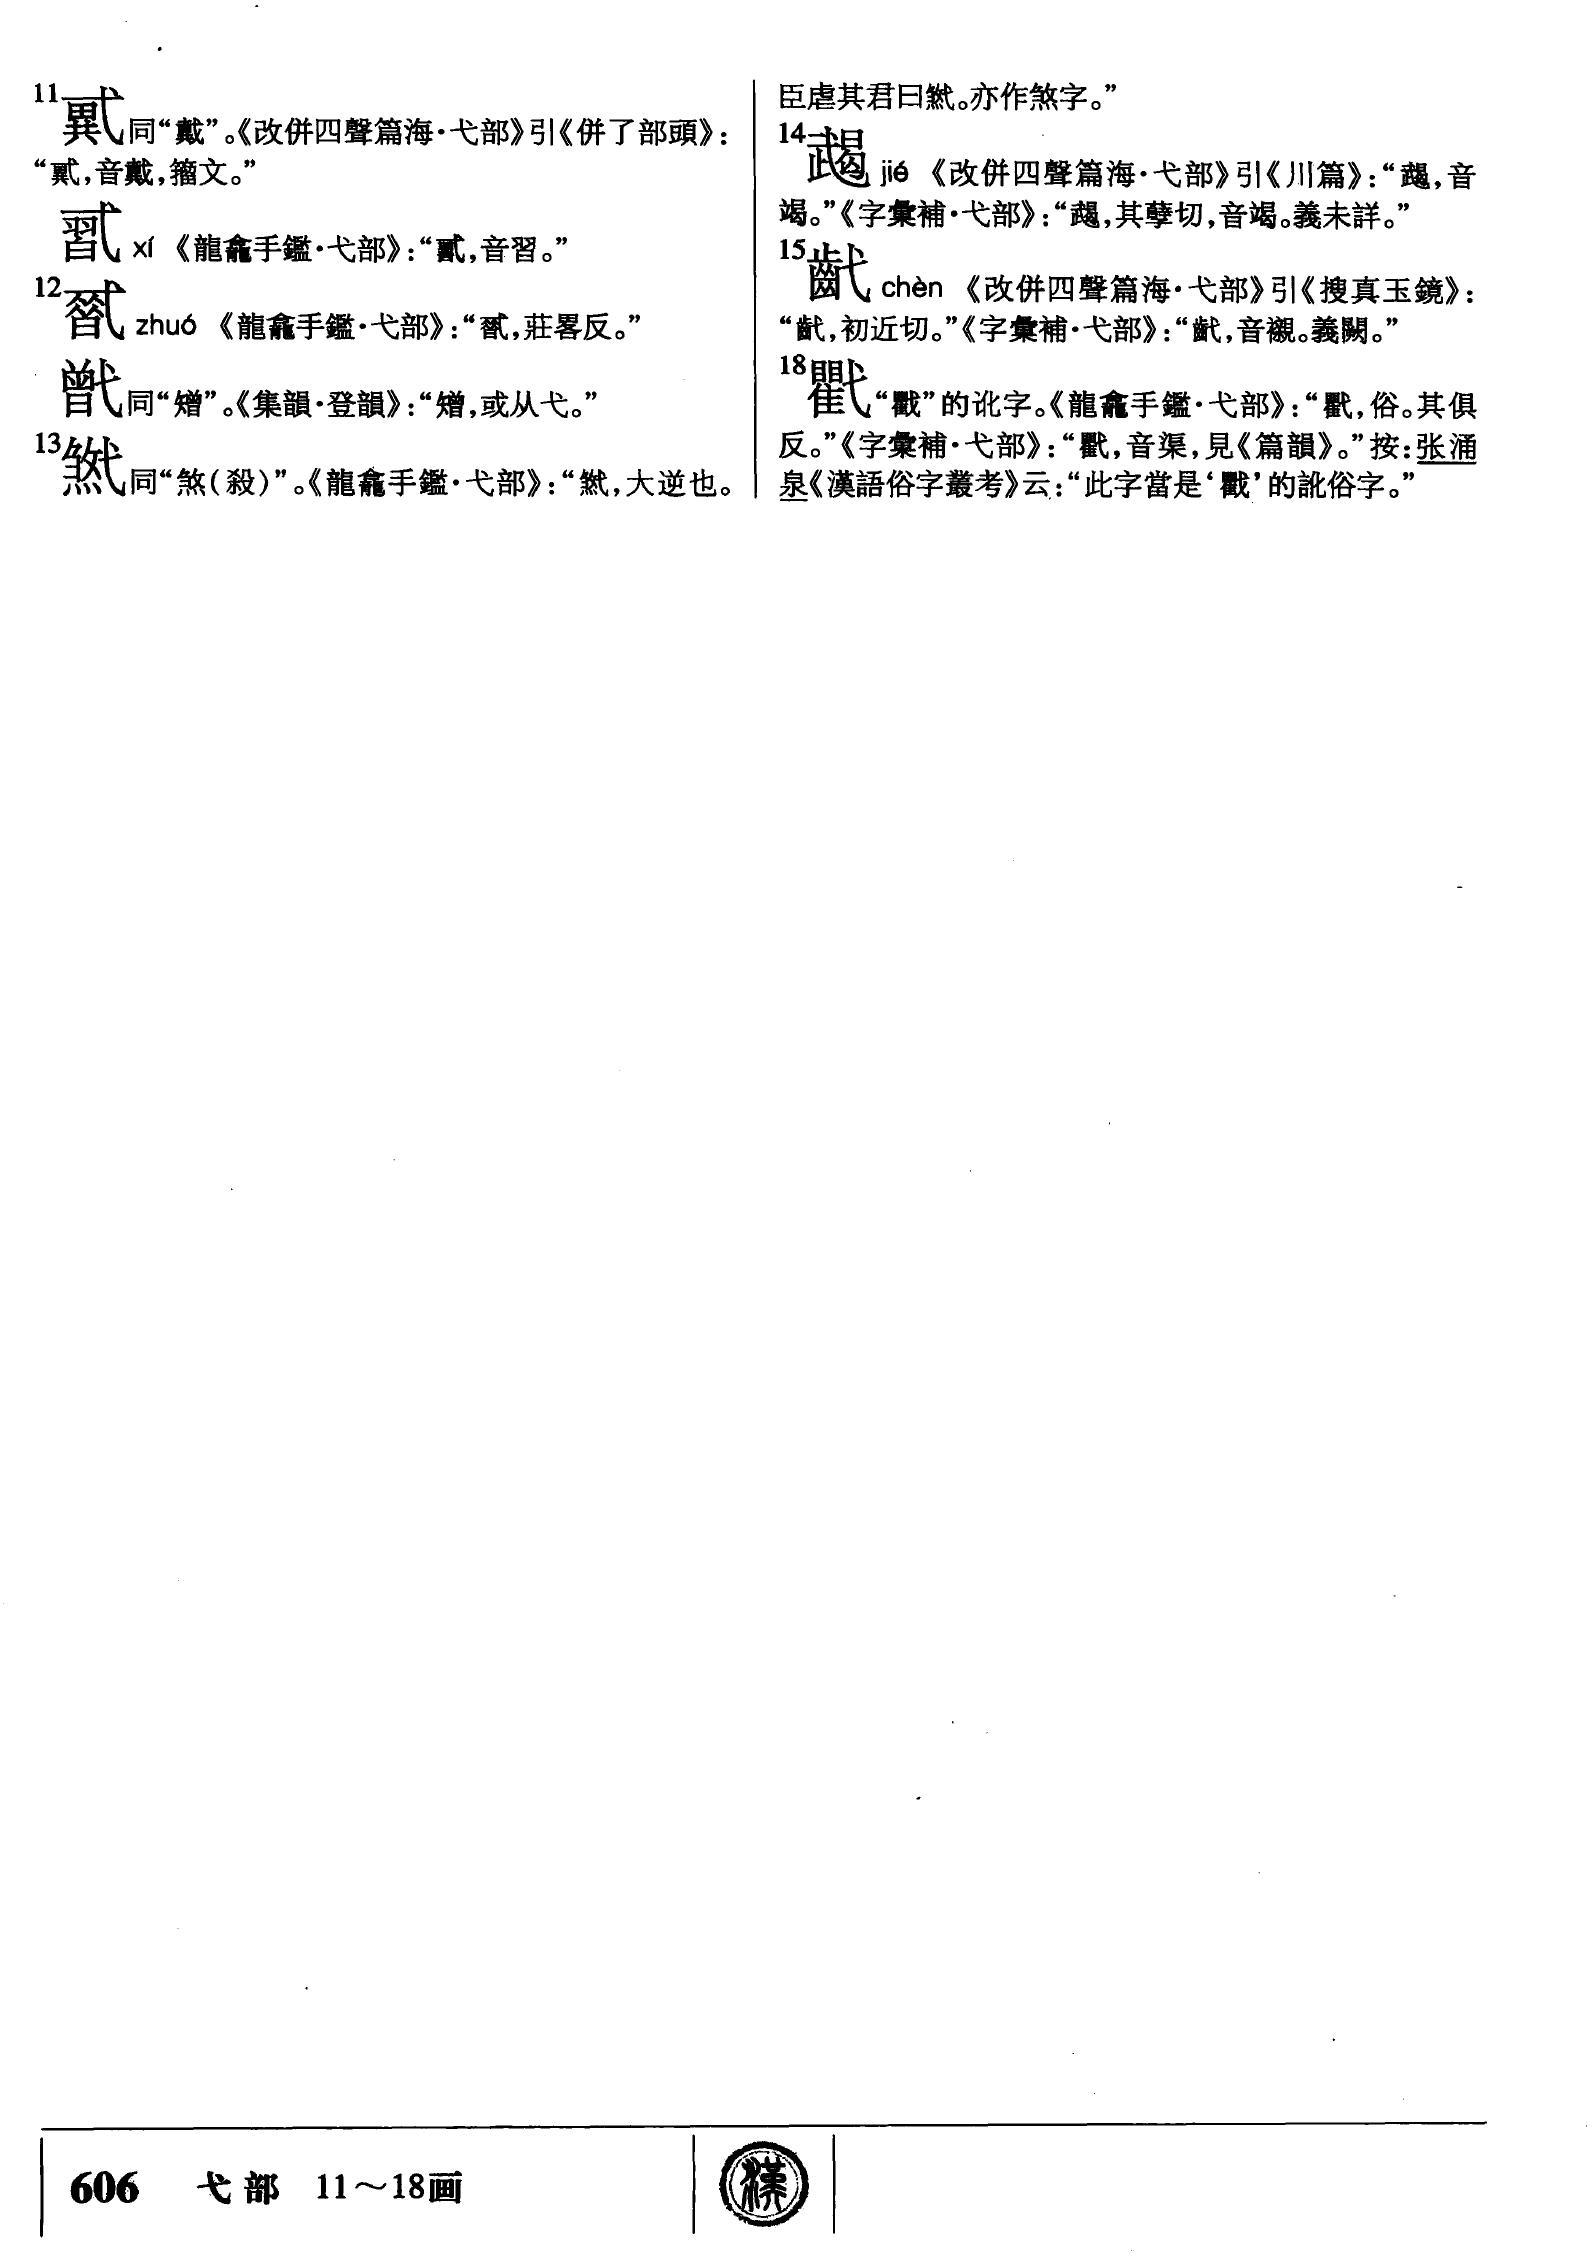 11
同“戴”。《改併四聲篇海·弋部》引《併了部頭》：
“，音戴，籀文。”
xí 《龍龕手鑑·弋部》：“，音習。”
12
zhuó 《龍龕手鑑·弋部》：“，莊畧反。”
同“矰”。《集韻·登韻》：“矰，或从弋。”
13
同“煞（殺）”。《龍龕手鑑·弋部》：“，大逆也。
臣虐其君曰。亦作煞字。”
14
jié 《改併四聲篇海·弋部》引《川篇》：“，音
竭。”《字彙補·弋部》：“，其孽切，音竭。義未詳。”
15
chèn 《改併四聲篇海·弋部》引《搜真玉鏡》：
“，初近切。”《字彙補·弋部》：“，音襯。義闕。”
18
“戵”的讹字。《龍龕手鑑·弋部》：“，俗。其俱
反。”《字彙補·弋部》：“，音渠，見《篇韻》。”按：张涌
泉《漢語俗字叢考》云：“此字當是‘戵’的訛俗字。”
606 弋部 11～18画
漢